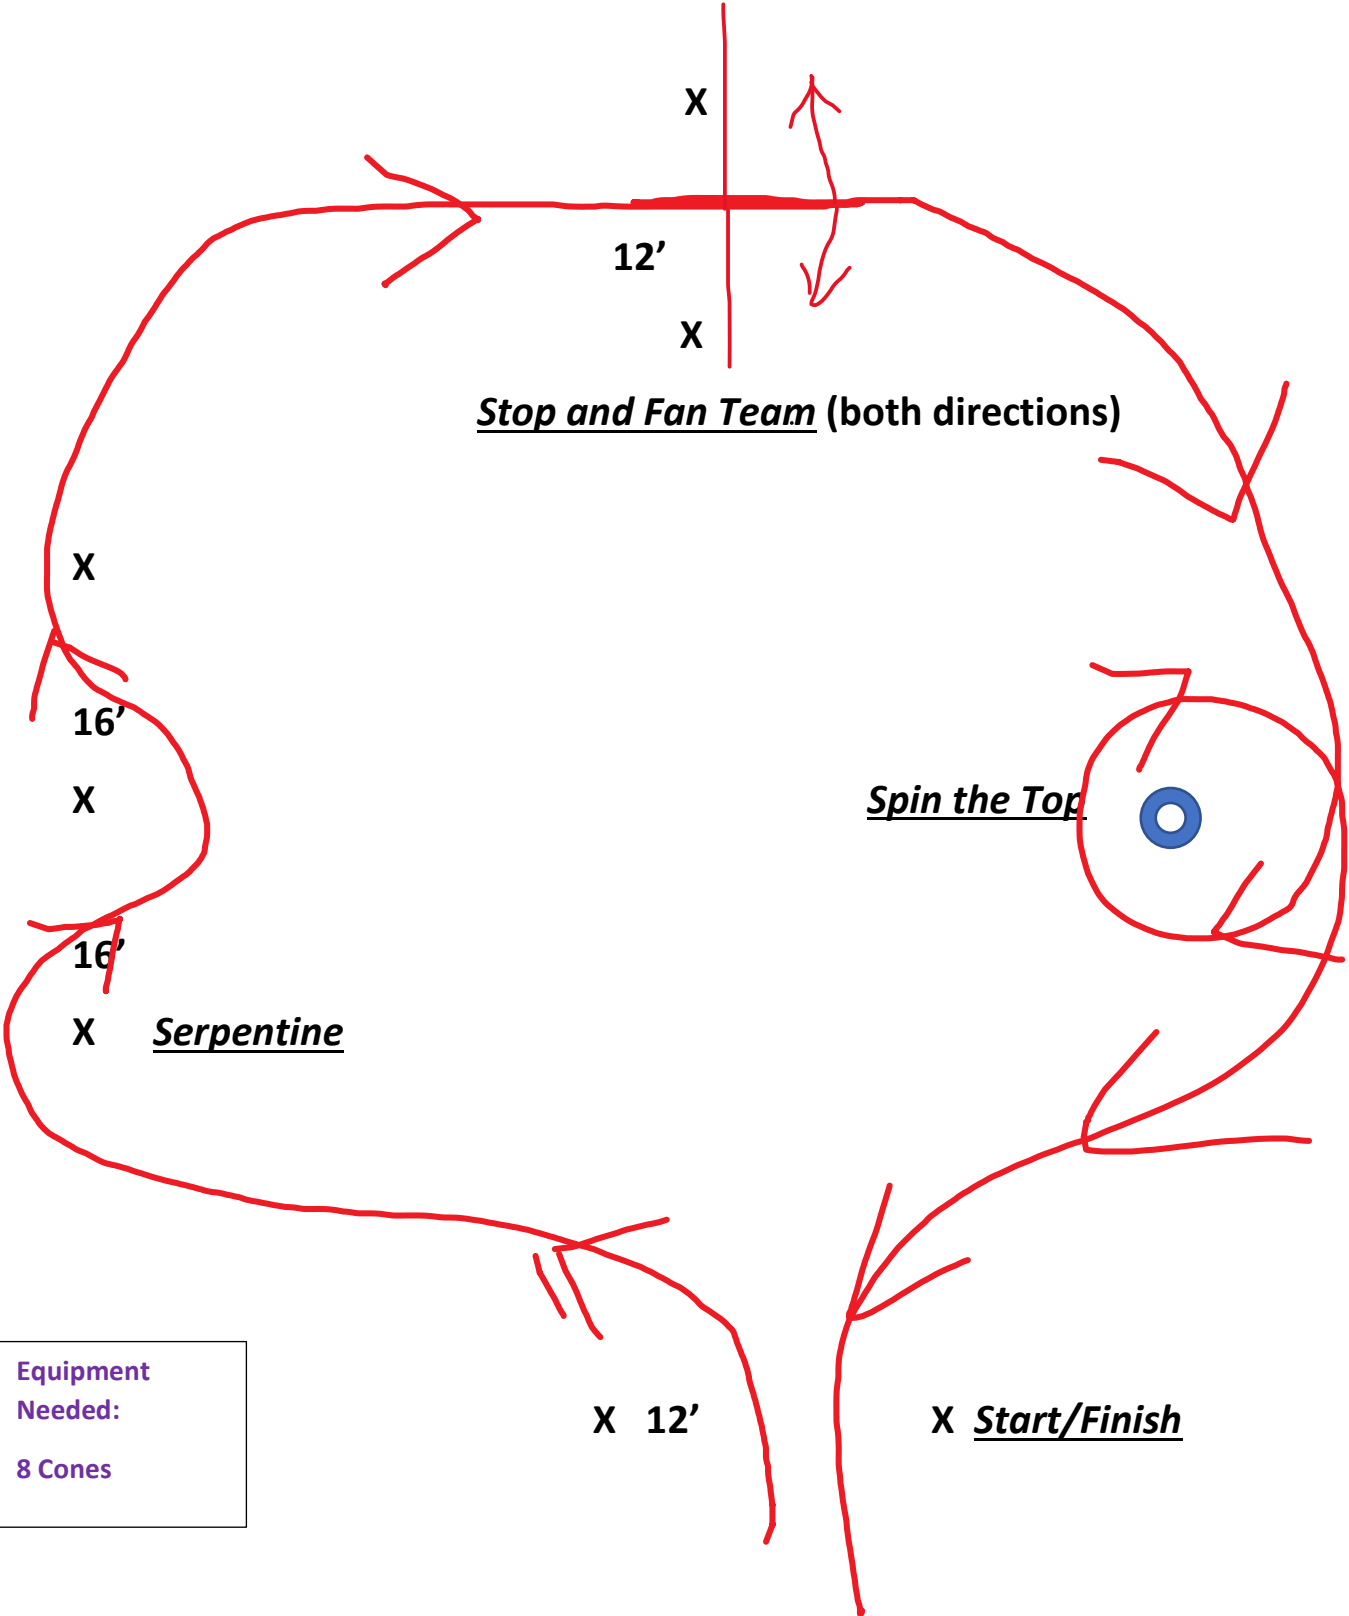 X
12’
X
Stop and Fan Team (both directions)
X
16’
X
Spin the Top
16’
X Serpentine
Equipment
Needed:
8 Cones
X 12’ X Start/Finish